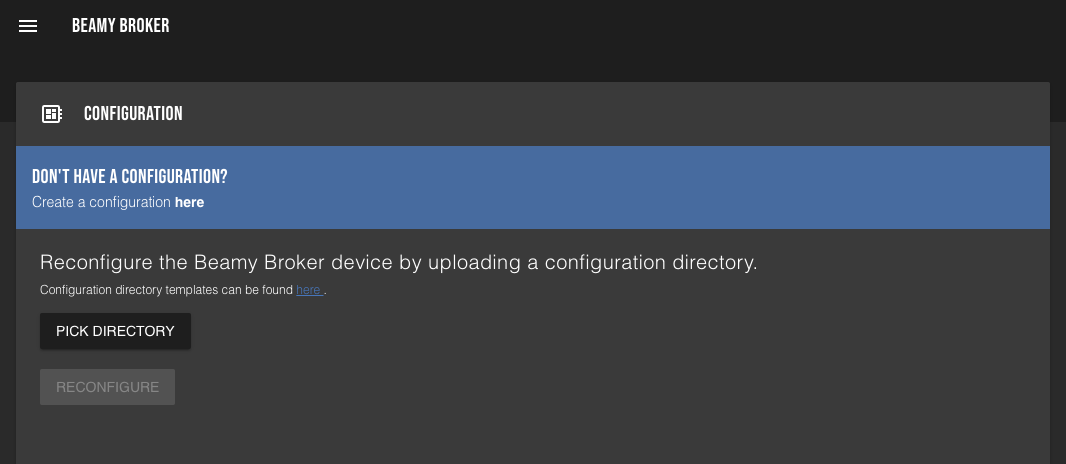 BEAMY BROKER
CONFIGURATION
DON'T HAVE A CONFIGURATION?
Create a configuration here
Reconfigure the Beamy Broker device by uploading a configuration directory.
Configuration directory templates can be found here .
PICK DIRECTORY
RECONFIGURE